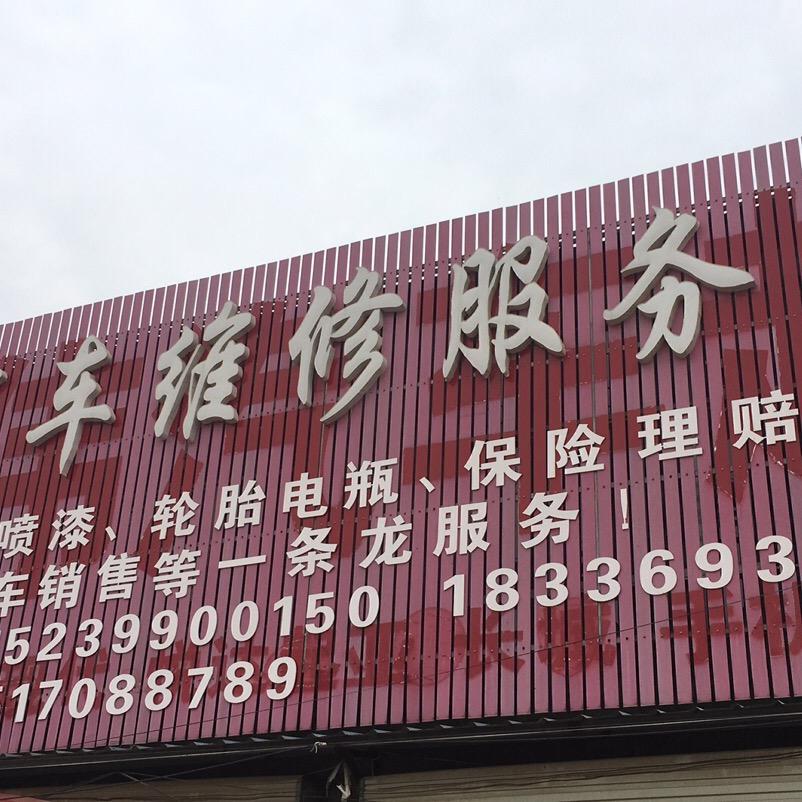 车维修服务
喷漆、轮胎电瓶、保险理赔
车销售等一条龙服务!
5239900150 1833693
17088789